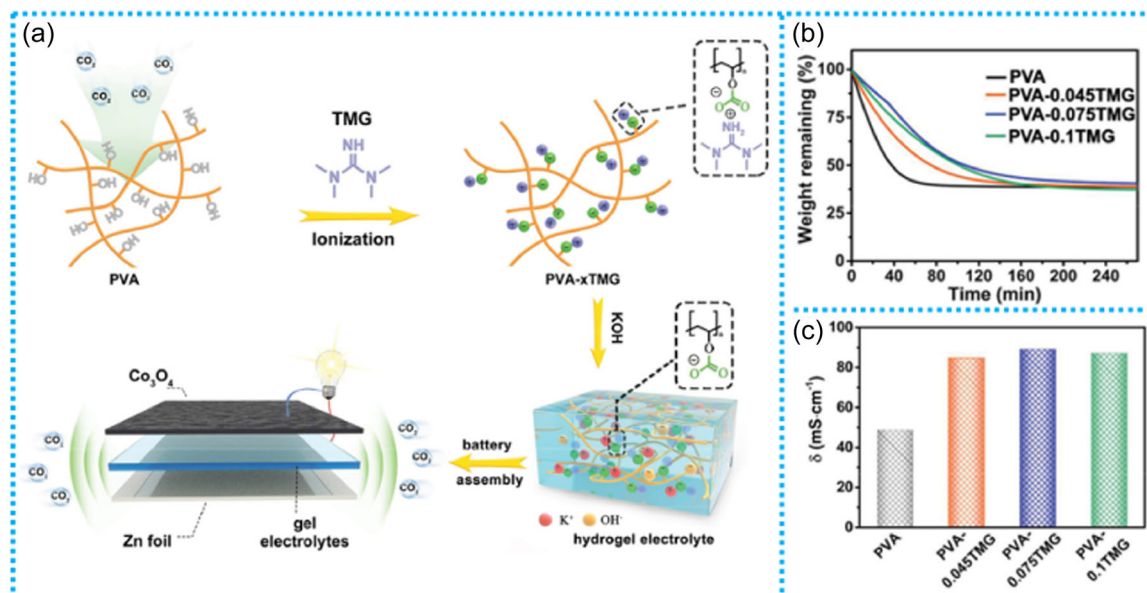 (a)
CO2
CO2
CO2
CO2
HO
HO
OH
OH
HO
OH
OH
HO
OH
HO
OH
PVA
TMG
NH
N
N
Ionization
PVA-xTMG
n
O
⊖
O
O
⊕
NH2
N
N
KOH
n
O
⊖
O
O
K+
OH-
hydrogel electrolyte
battery
assembly
Co3O4
CO2
CO2
CO2
CO2
CO2
CO2
Zn foil
gel
electrolytes
(b)
Weight remaining (%)
100
75
50
25
0
0 40 80 120 160 200 240
Time (min)
PVA
PVA-0.045TMG
PVA-0.075TMG
PVA-0.1TMG
(c)
δ (mS·cm-1)
100
80
60
40
20
0
PVA
PVA-
0.045TMG
PVA-
0.075TMG
PVA-
0.1TMG